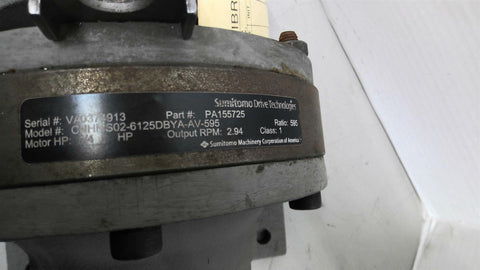 Sumitomo Drive Technologies
Serial #: Part #: PA155725
Model #: Ratio: 595
Motor HP: HP Output RPM: 2.94 Class: 1
Sumitomo Machinery Corporation of America